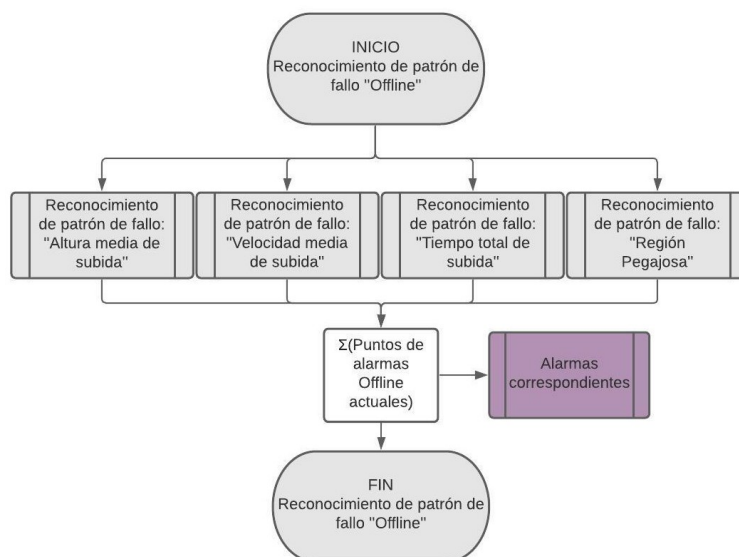 INICIO
Reconocimiento de patrón de
fallo "Offline"
Reconocimiento
de patrón de fallo:
"Altura media de
subida"
Reconocimiento
de patrón de fallo:
"Velocidad media
de subida"
Reconocimiento
de patrón de fallo:
"Tiempo total de
subida"
Reconocimiento
de patrón de fallo:
"Región
Pegajosa"
Σ(Puntos de
alarmas
Offline
actuales)
Alarmas
correspondientes
FIN
Reconocimiento de patrón de
fallo "Offline"